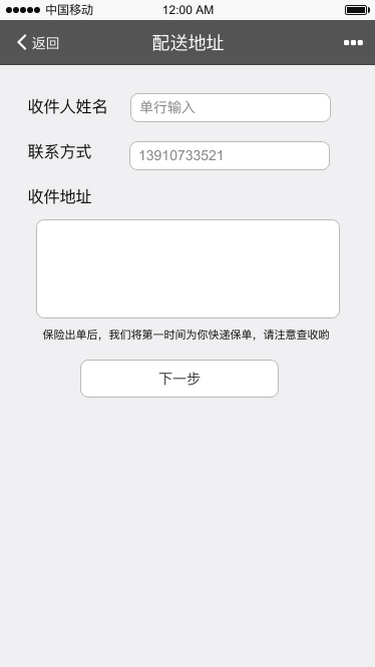 中国移动 12:00 AM
返回 配送地址
收件人姓名 单行输入
联系方式 13910733521
收件地址
保险出单后，我们将第一时间为你快递保单，请注意查收哟
下一步